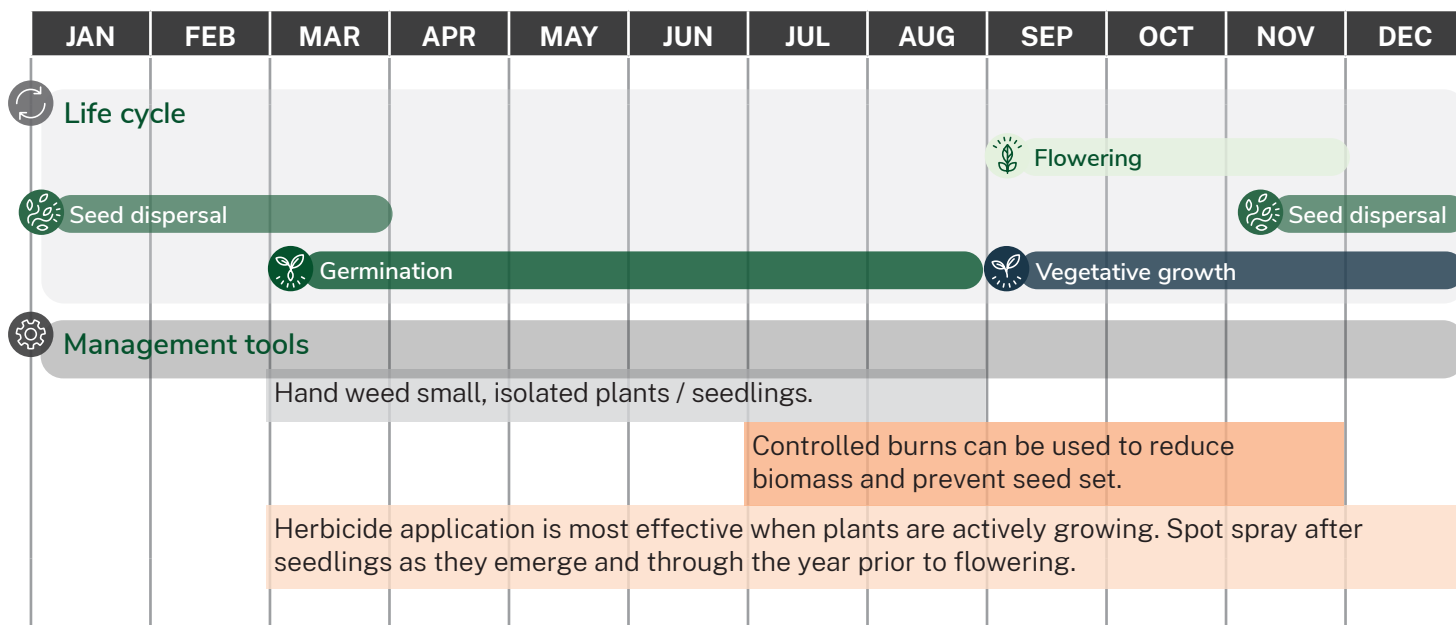 JAN FEB MAR APR MAY JUN JUL AUG SEP OCT NOV DEC
Life cycle
Flowering
Seed dispersal
Seed dispersal
Germination
Vegetative growth
Management tools
Hand weed small, isolated plants / seedlings.
Controlled burns can be used to reduce
biomass and prevent seed set.
Herbicide application is most effective when plants are actively growing. Spot spray after
seedlings as they emerge and through the year prior to flowering.